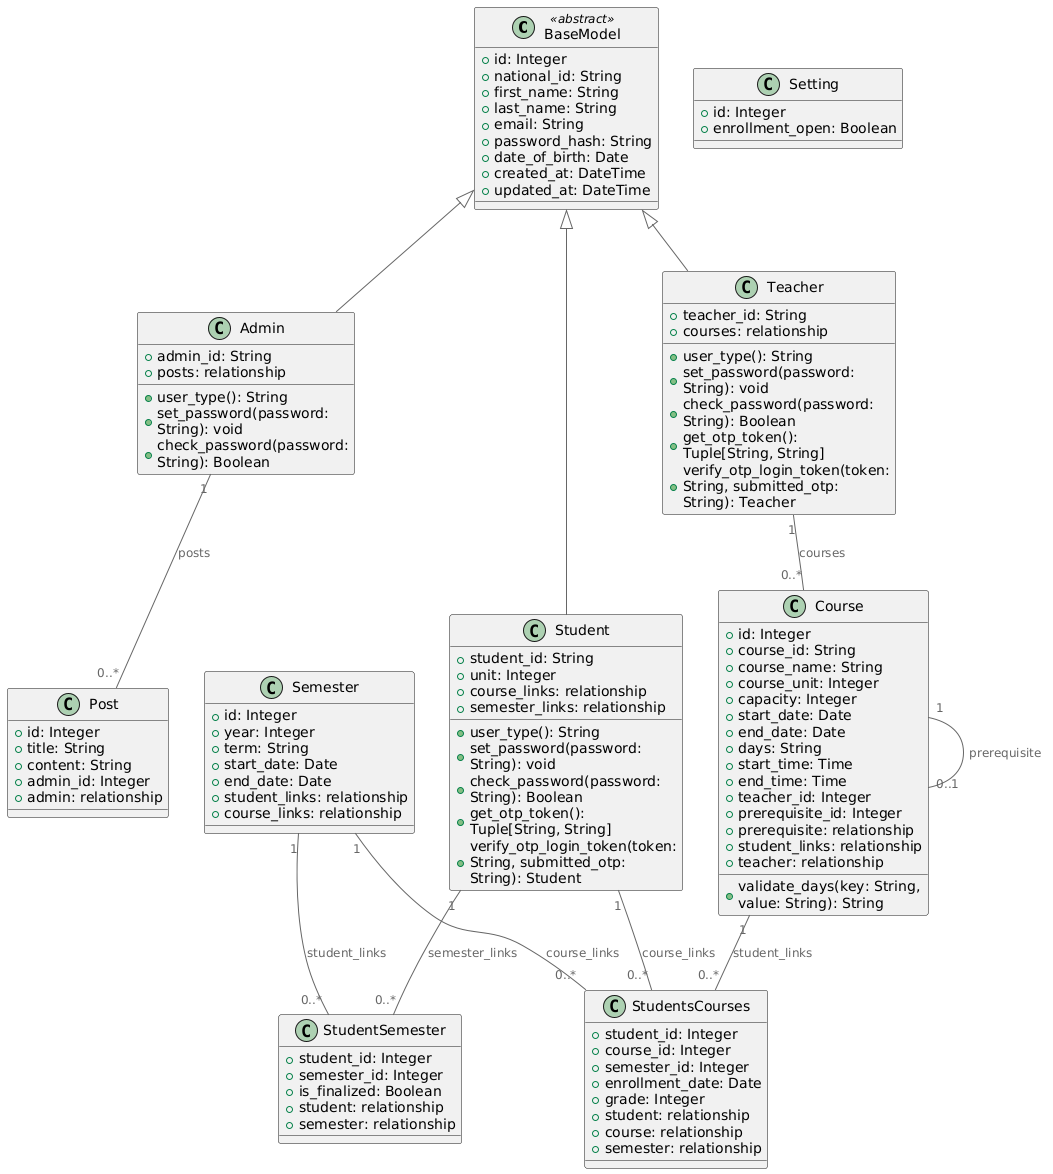 C
«abstract»
BaseModel
id: Integer
national_id: String
first_name: String
last_name: String
email: String
password_hash: String
date_of_birth: Date
created_at: DateTime
updated_at: DateTime
C Setting
id: Integer
enrollment_open: Boolean
C Teacher
teacher_id: String
courses: relationship
user_type(): String
set_password(password:
String): void
check_password(password:
String): Boolean
get_otp_token():
Tuple[String, String]
verify_otp_login_token(token:
String, submitted_otp:
String): Teacher
C Admin
admin_id: String
posts: relationship
user_type(): String
set_password(password:
String): void
check_password(password:
String): Boolean
1
posts
0..*
1
courses
0..*
C Post
id: Integer
title: String
content: String
admin_id: Integer
admin: relationship
C Semester
id: Integer
year: Integer
term: String
start_date: Date
end_date: Date
student_links: relationship
course_links: relationship
C Student
student_id: String
unit: Integer
course_links: relationship
semester_links: relationship
user_type(): String
set_password(password:
String): void
check_password(password:
String): Boolean
get_otp_token():
Tuple[String, String]
verify_otp_login_token(token:
String, submitted_otp:
String): Student
C Course
id: Integer
course_id: String
course_name: String
course_unit: Integer
capacity: Integer
start_date: Date
end_date: Date
days: String
start_time: Time
end_time: Time
teacher_id: Integer
prerequisite_id: Integer
prerequisite: relationship
student_links: relationship
teacher: relationship
validate_days(key: String,
value: String): String
1
prerequisite
0..1
1
student_links
0..*
1
semester_links
0..*
1
course_links
0..*
1
course_links
0..*
1
student_links
0..*
C StudentSemester
student_id: Integer
semester_id: Integer
is_finalized: Boolean
student: relationship
semester: relationship
C StudentsCourses
student_id: Integer
course_id: Integer
semester_id: Integer
enrollment_date: Date
grade: Integer
student: relationship
course: relationship
semester: relationship